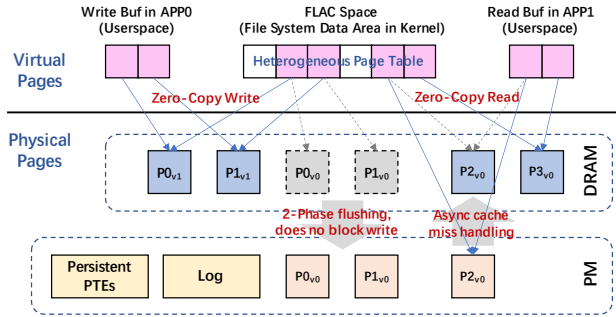 Write Buf in APP0
(Userspace)
FLAC Space
(File System Data Area in Kernel)
Read Buf in APP1
(Userspace)
Virtual
Pages
Heterogeneous Page Table
Zero-Copy Write
Zero-Copy Read
Physical
Pages
P0v1
P1v1
P0v0
P1v0
P2v0
P3v0
DRAM
2-Phase flushing,
does no block write
Async cache
miss handling
Persistent
PTEs
Log
P0v0
P1v0
P2v0
PM